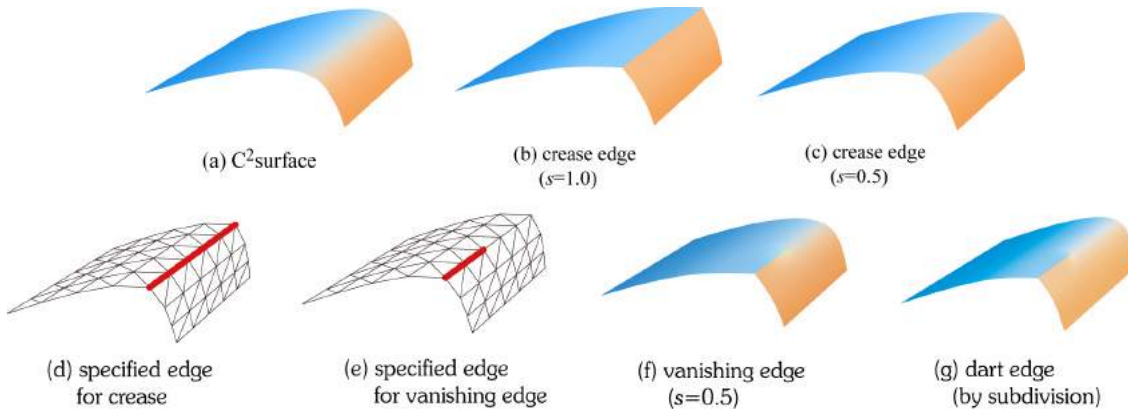 (a) C²surface
(b) crease edge
(s=1.0)
(c) crease edge
(s=0.5)
(d) specified edge
for crease
(e) specified edge
for vanishing edge
(f) vanishing edge
(s=0.5)
(g) dart edge
(by subdivision)